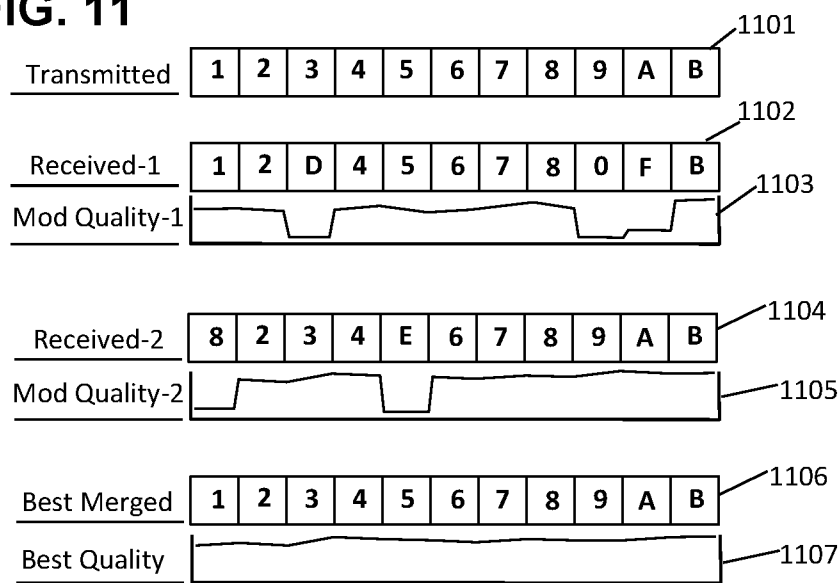 FIG. 11
1101
Transmitted 1 2 3 4 5 6 7 8 9 A B
1102
Received-1 1 2 D 4 5 6 7 8 0 F B
1103
Mod Quality-1
Received-2 8 2 3 4 E 6 7 8 9 A B
1104
Mod Quality-2
1105
Best Merged 1 2 3 4 5 6 7 8 9 A B
1106
Best Quality
1107